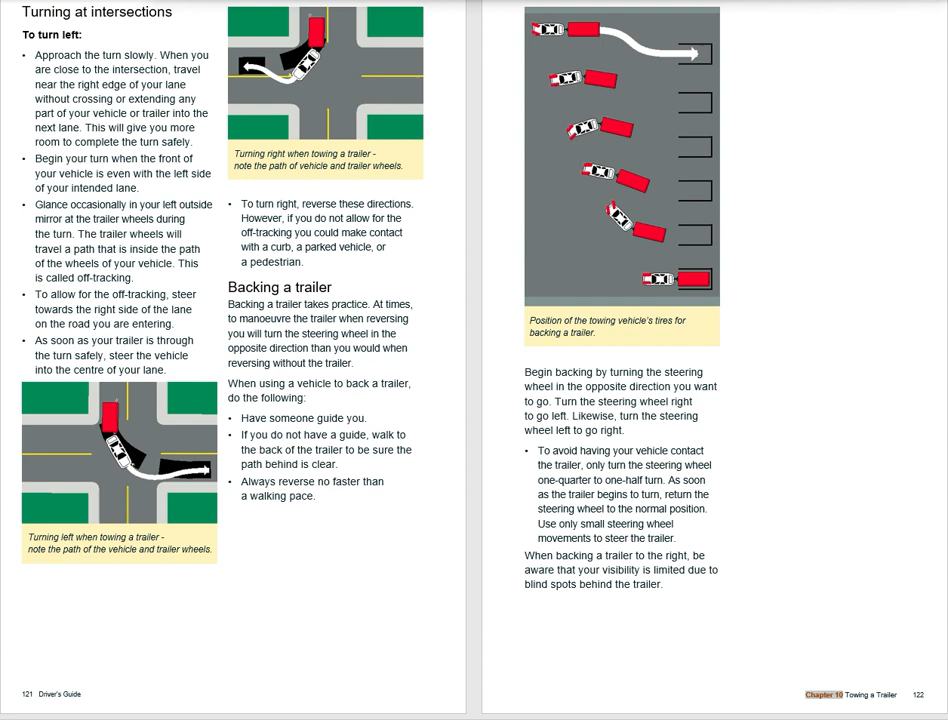 Turning at intersections
To turn left:
• Approach the turn slowly. When you
are close to the intersection, travel
near the right edge of your lane
without crossing or extending any
part of your vehicle or trailer into the
next lane. This will give you more
room to complete the turn safely.
• Begin your turn when the front of
your vehicle is even with the left side
of your intended lane.
• Glance occasionally in your left outside
mirror at the trailer wheels during
the turn. The trailer wheels will
travel a path that is inside the path
of the wheels of your vehicle. This
is called off-tracking.
• To allow for the off-tracking, steer
towards the right side of the lane
on the road you are entering.
• As soon as your trailer is through
the turn safely, steer the vehicle
into the centre of your lane.
Turning left when towing a trailer -
note the path of the vehicle and trailer wheels.
Turning right when towing a trailer -
note the path of vehicle and trailer wheels.
• To turn right, reverse these directions.
However, if you do not allow for the
off-tracking you could make contact
with a curb, a parked vehicle, or
a pedestrian.
Backing a trailer
Backing a trailer takes practice. At times,
to manoeuvre the trailer when reversing
you will turn the steering wheel in the
opposite direction than you would when
reversing without the trailer.
When using a vehicle to back a trailer,
do the following:
• Have someone guide you.
• If you do not have a guide, walk to
the back of the trailer to be sure the
path behind is clear.
• Always reverse no faster than
a walking pace.
121 Driver's Guide
Position of the towing vehicle's tires for
backing a trailer.
Begin backing by turning the steering
wheel in the opposite direction you want
to go. Turn the steering wheel right
to go left. Likewise, turn the steering
wheel left to go right.
• To avoid having your vehicle contact
the trailer, only turn the steering wheel
one-quarter to one-half turn. As soon
as the trailer begins to turn, return the
steering wheel to the normal position.
Use only small steering wheel
movements to steer the trailer.
When backing a trailer to the right, be
aware that your visibility is limited due to
blind spots behind the trailer.
Chapter 10 Towing a Trailer 122